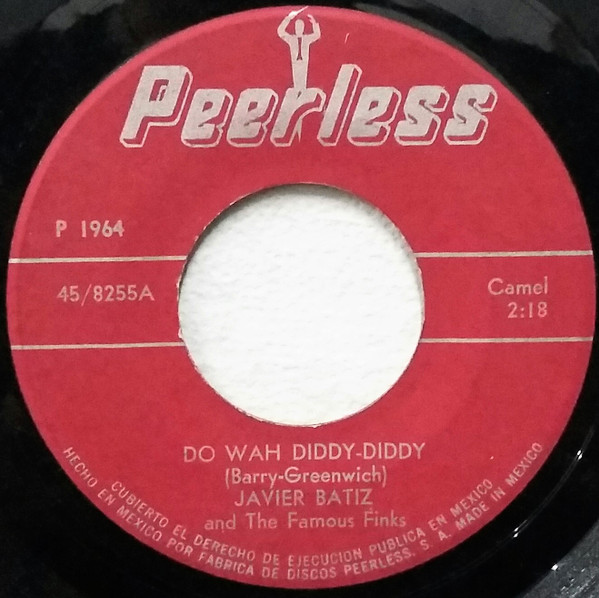 Peerless
P 1964
45/8255A
Camel
2:18
DO WAH DIDDY-DIDDY
(Barry-Greenwich)
JAVIER BATIZ
and The Famous Finks
CUBIERTO EL DERECHO DE EJECUCION PUBLICA EN MEXICO
HECHO EN MEXICO POR FABRICA DE DISCOS PEERLESS. S. A. MADE IN MEXICO